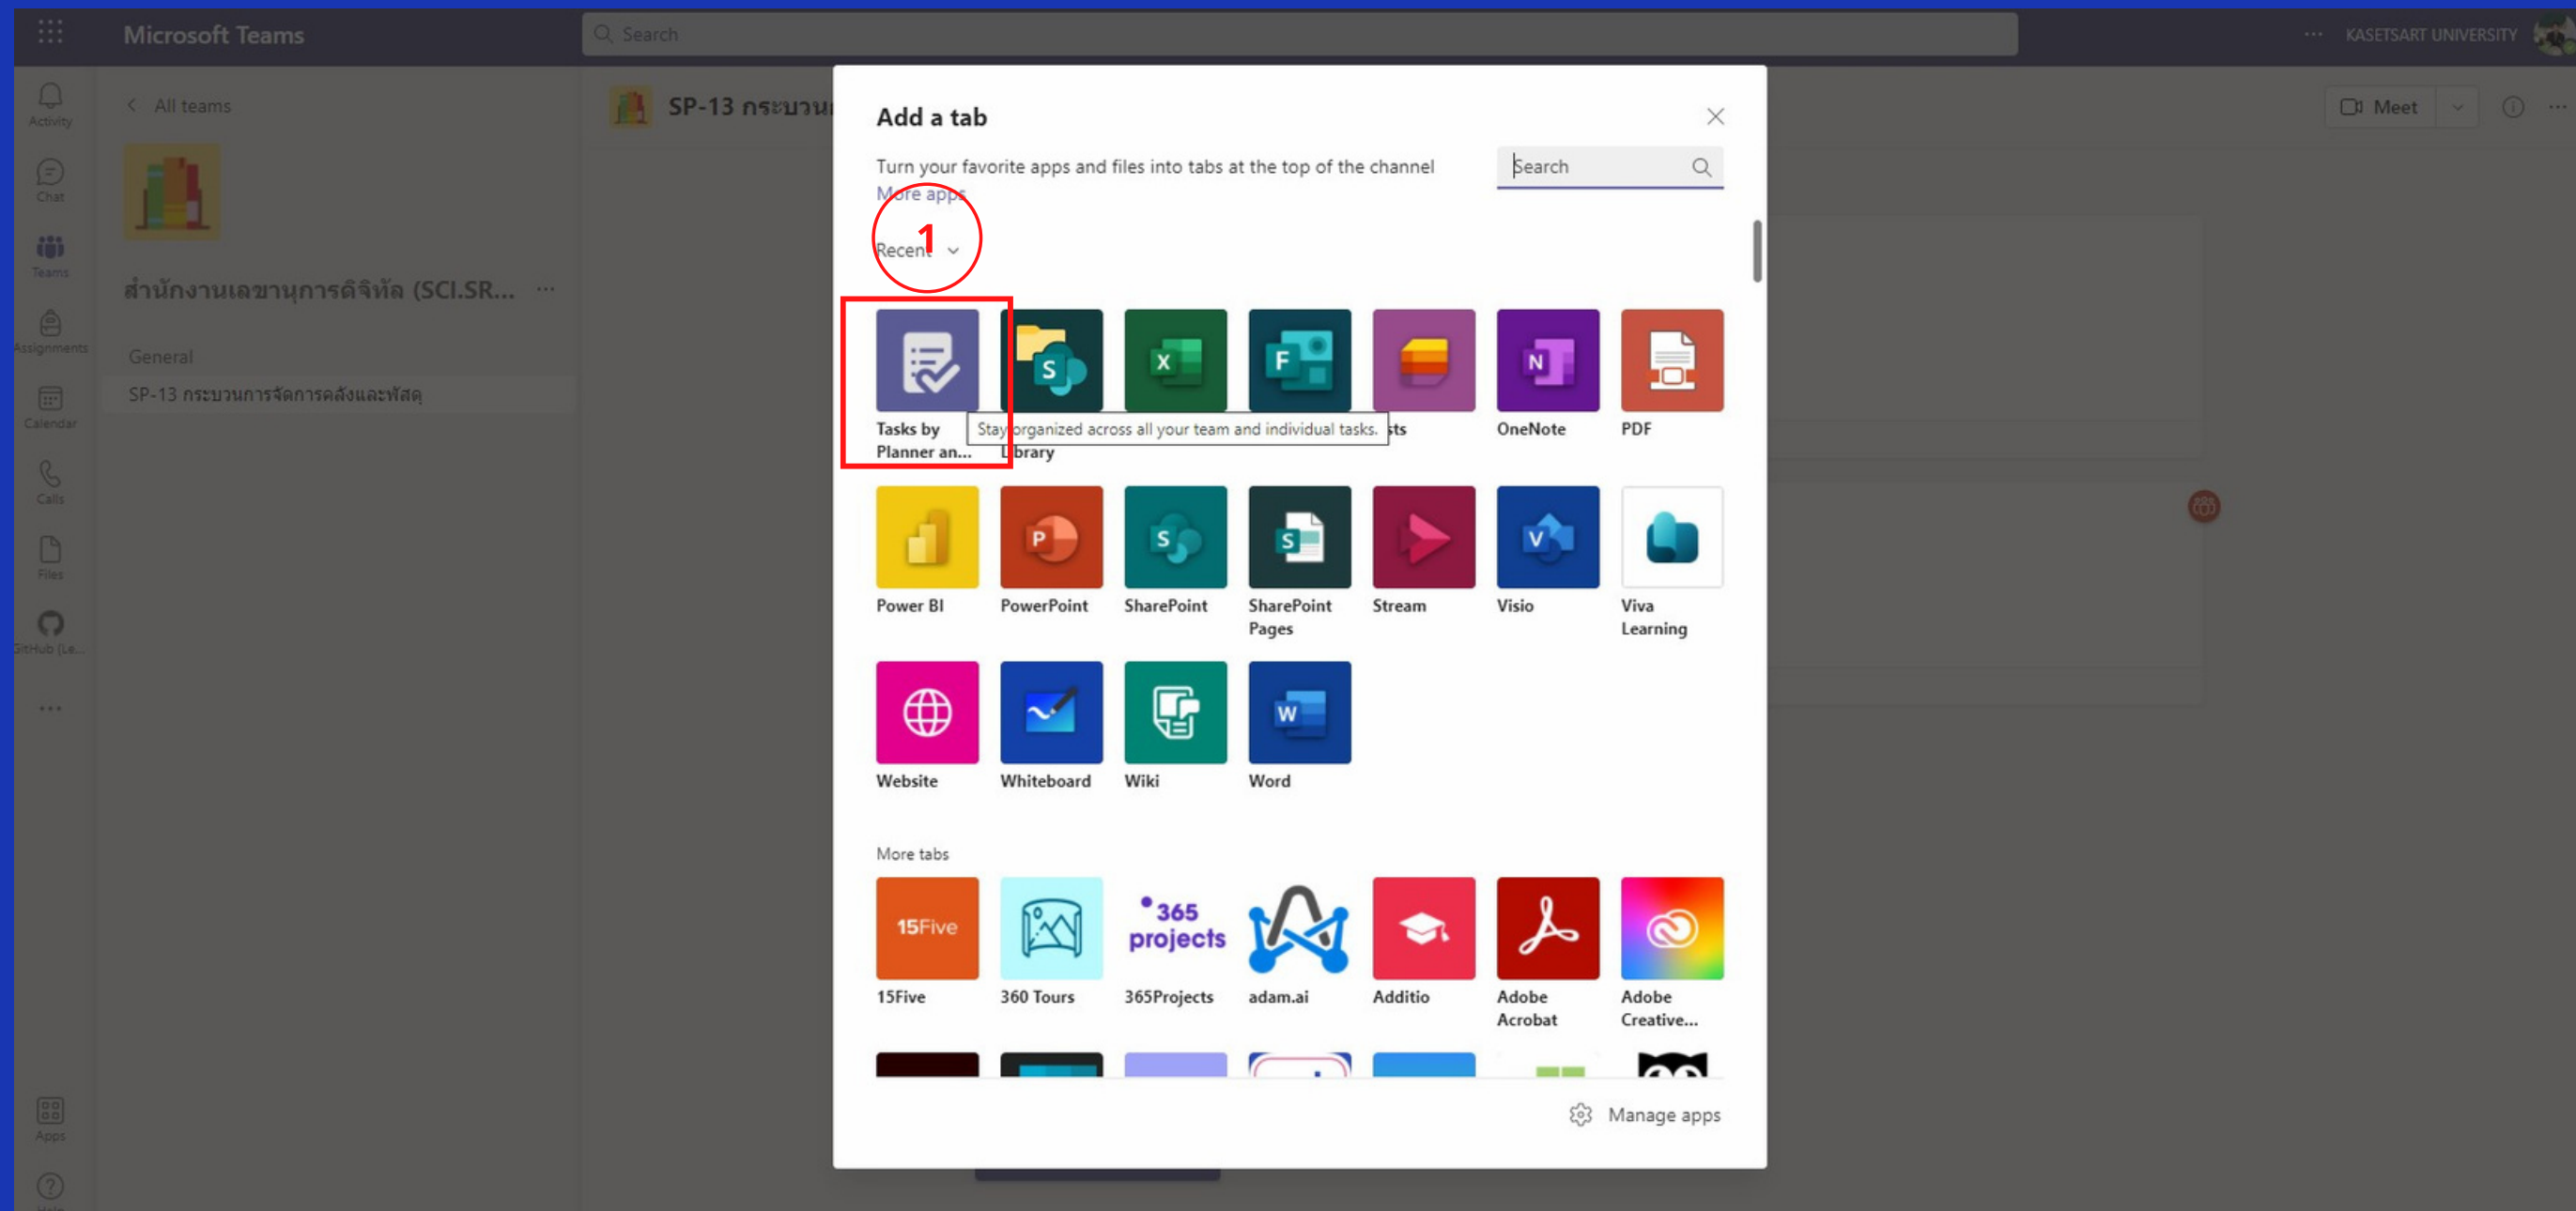 Microsoft Teams
Search
KASETSART UNIVERSITY
Activity
Chat
Teams
Assignments
Calendar
Calls
Files
GitHub (Le...
Apps
All teams
สำนักงานเลขานุการดิจิทัล (SCI.SR...
General
SP-13 กระบวนการจัดการคลังและพัสดุ
SP-13 กระบวน
Meet
Add a tab
Turn your favorite apps and files into tabs at the top of the channel
More apps
Search
1
Recent
Tasks by
Planner an...
Stay organized across all your team and individual tasks.
Library
sts
OneNote
PDF
Power BI
PowerPoint
SharePoint
SharePoint
Pages
Stream
Visio
Viva
Learning
Website
Whiteboard
Wiki
Word
More tabs
15Five
365
projects
15Five
360 Tours
365Projects
adam.ai
Additio
Adobe
Acrobat
Adobe
Creative...
Manage apps